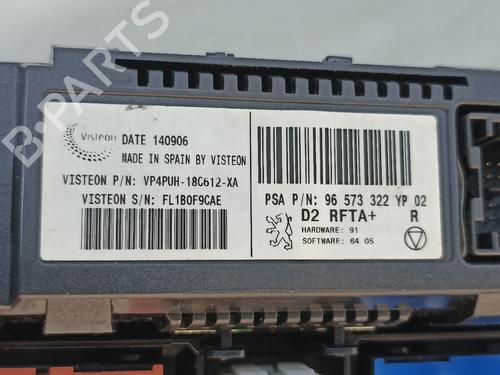 B-PARTS
Visteon
DATE 140906
MADE IN SPAIN BY VISTEON
VISTEON P/N: VP4PUH-18C612-XA
VISTEON S/N: FL1B0F9CAE
PSA P/N: 96 573 322 YP 02
D2 RFTA+ R
HARDWARE: 91
SOFTWARE: 64 05